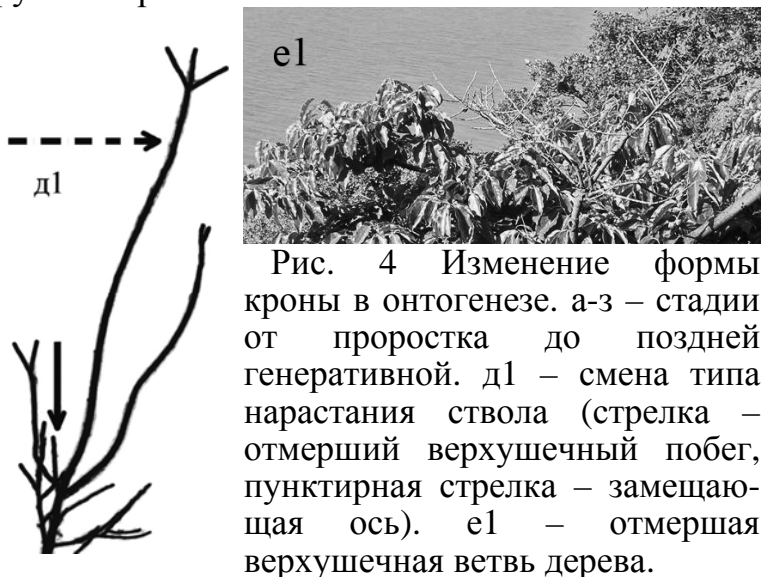 e1
д1
Рис. 4 Изменение формы
кроны в онтогенезе. а-з – стадии
от проростка до поздней
генеративной. д1 – смена типа
нарастания ствола (стрелка –
отмерший верхушечный побег,
пунктирная стрелка – замещаю-
щая ось). е1 – отмершая
верхушечная ветвь дерева.